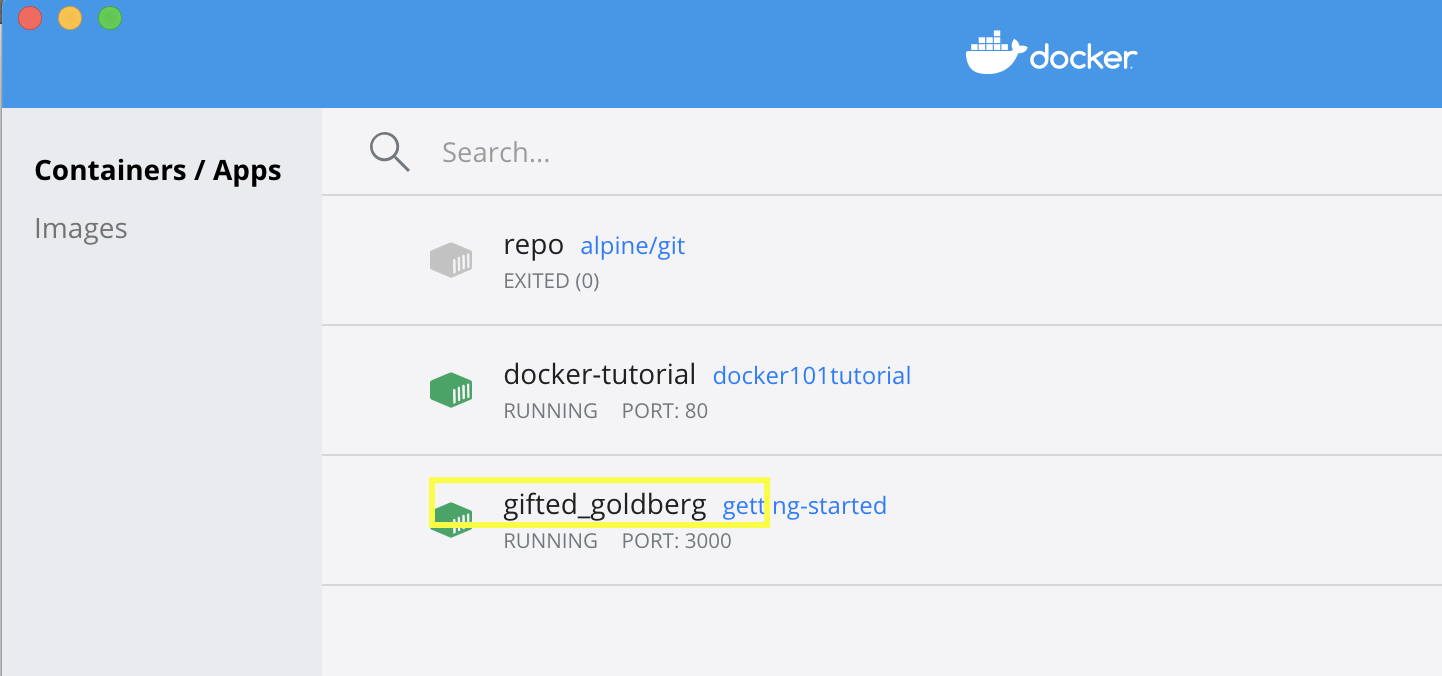 docker
Containers / Apps
Images
Search...
repo alpine/git
EXITED (0)
docker-tutorial docker101tutorial
RUNNING PORT: 80
gifted_goldberg getting-started
RUNNING PORT: 3000